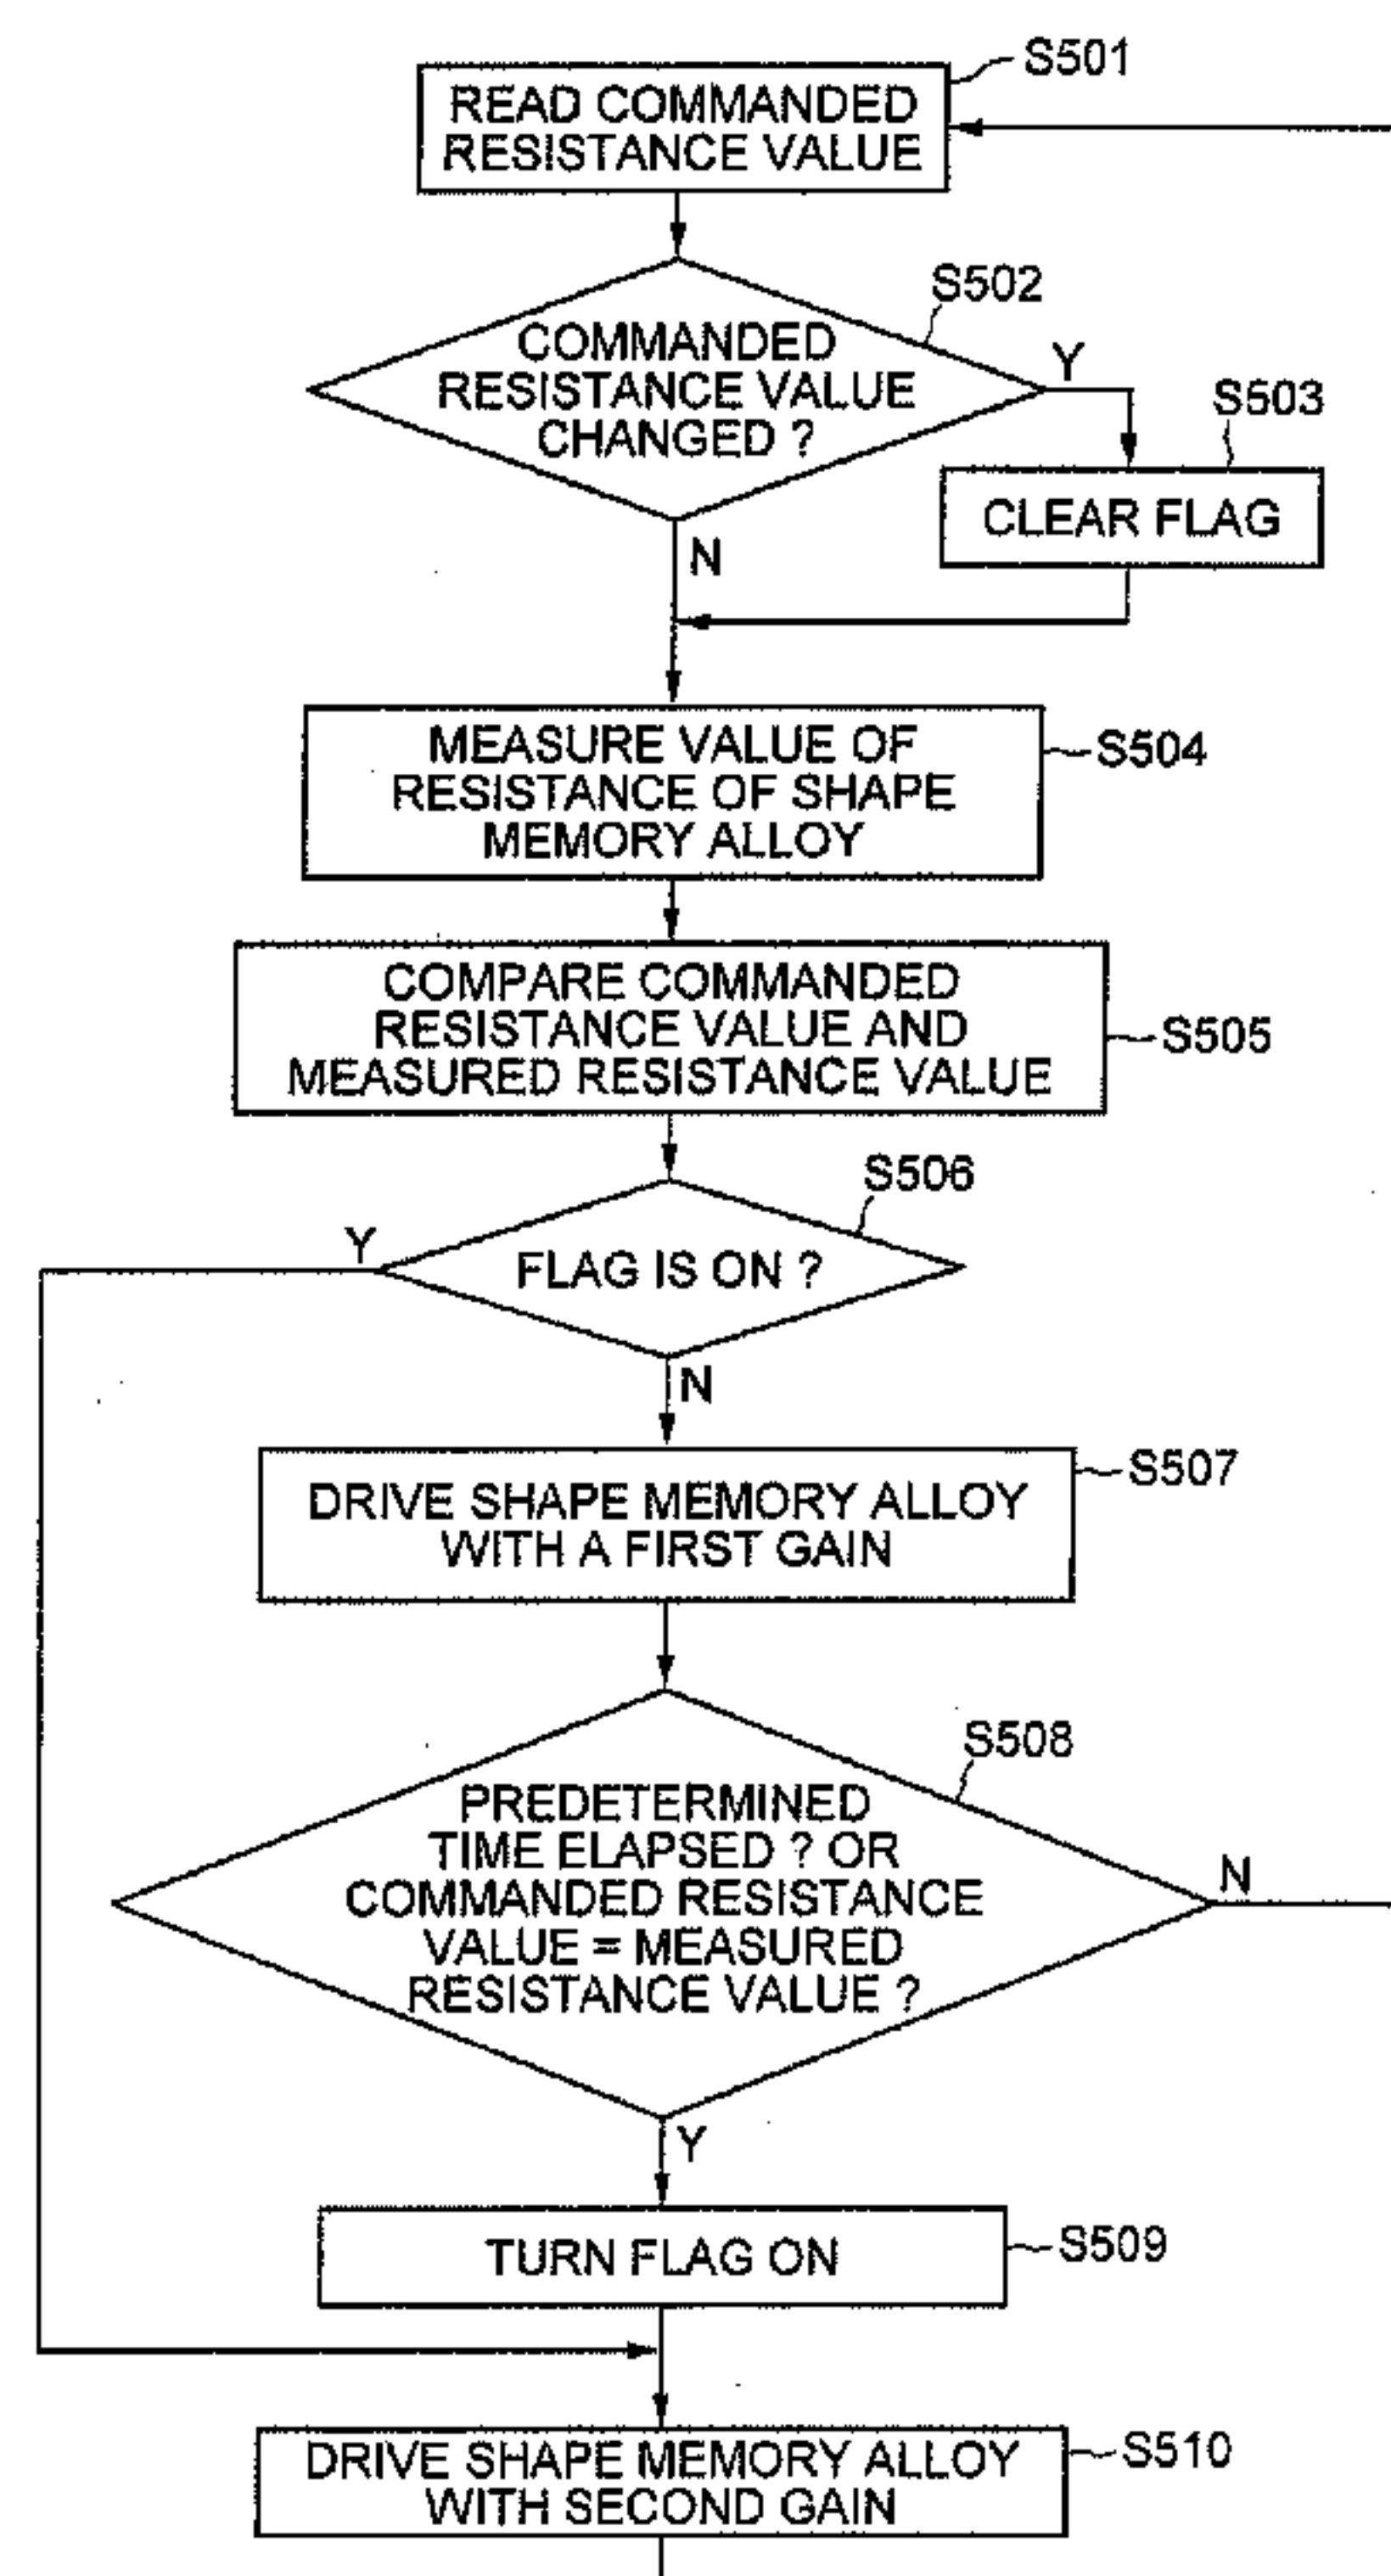 S501
READ COMMANDED
RESISTANCE VALUE
S502
COMMANDED
RESISTANCE VALUE
CHANGED ?
Y
S503
CLEAR FLAG
N
MEASURE VALUE OF
RESISTANCE OF SHAPE
MEMORY ALLOY
S504
COMPARE COMMANDED
RESISTANCE VALUE AND
MEASURED RESISTANCE VALUE
S505
S506
Y
FLAG IS ON ?
N
S507
DRIVE SHAPE MEMORY ALLOY
WITH A FIRST GAIN
S508
PREDETERMINED
TIME ELAPSED ? OR
COMMANDED RESISTANCE
VALUE = MEASURED
RESISTANCE VALUE ?
N
Y
TURN FLAG ON
S509
DRIVE SHAPE MEMORY ALLOY
WITH SECOND GAIN
S510